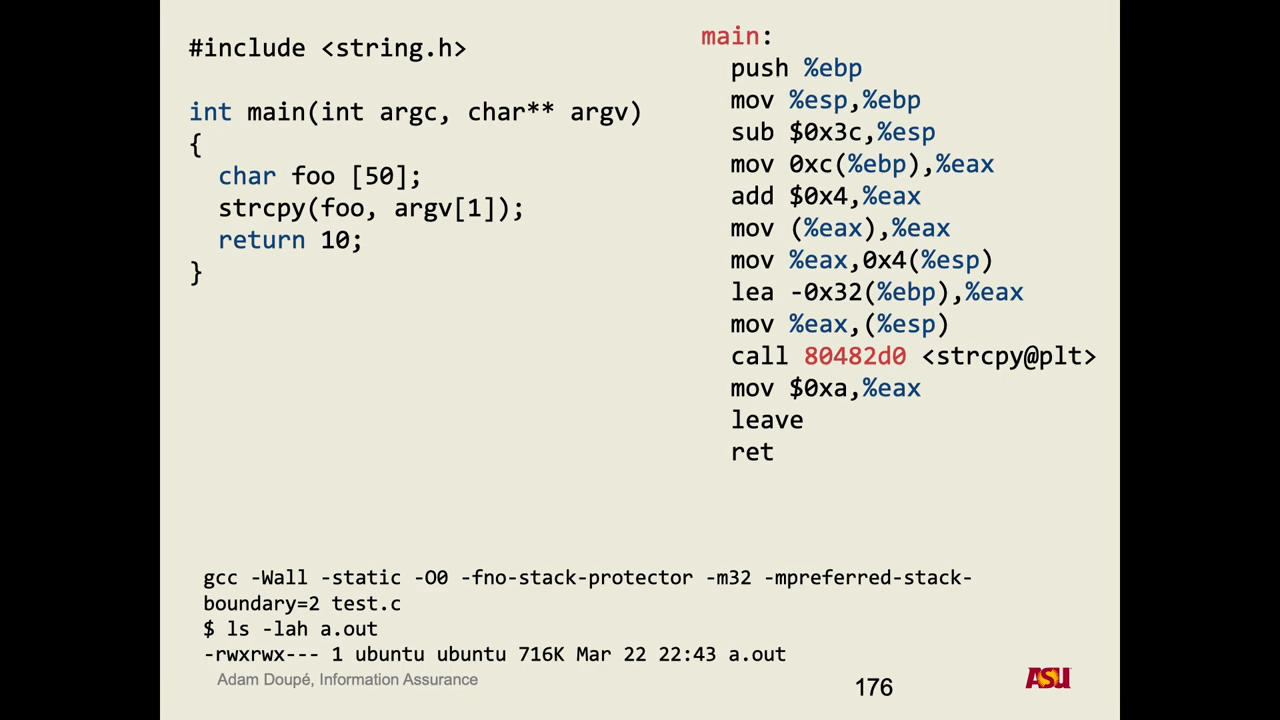 #include <string.h>
int main(int argc, char** argv)
{
char foo [50];
strcpy(foo, argv[1]);
return 10;
}
main:
push %ebp
mov %esp,%ebp
sub $0x3c,%esp
mov 0xc(%ebp),%eax
add $0x4,%eax
mov (%eax),%eax
mov %eax,0x4(%esp)
lea -0x32(%ebp),%eax
mov %eax,(%esp)
call 80482d0 <strcpy@plt>
mov $0xa,%eax
leave
ret
gcc -Wall -static -O0 -fno-stack-protector -m32 -mpreferred-stack-
boundary=2 test.c
$ ls -lah a.out
-rwxrwx--- 1 ubuntu ubuntu 716K Mar 22 22:43 a.out
Adam Doupé, Information Assurance
176
ASU